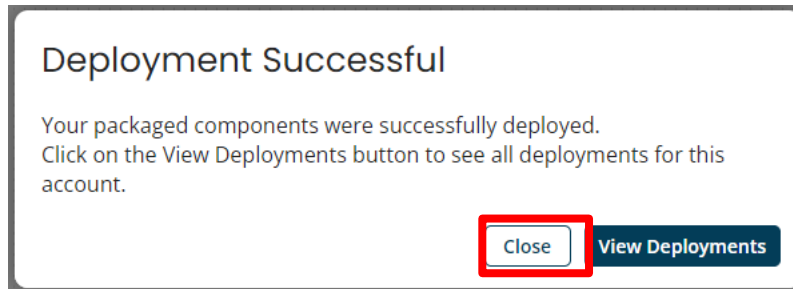 Deployment Successful
Your packaged components were successfully deployed.
Click on the View Deployments button to see all deployments for this
account.
Close
View Deployments